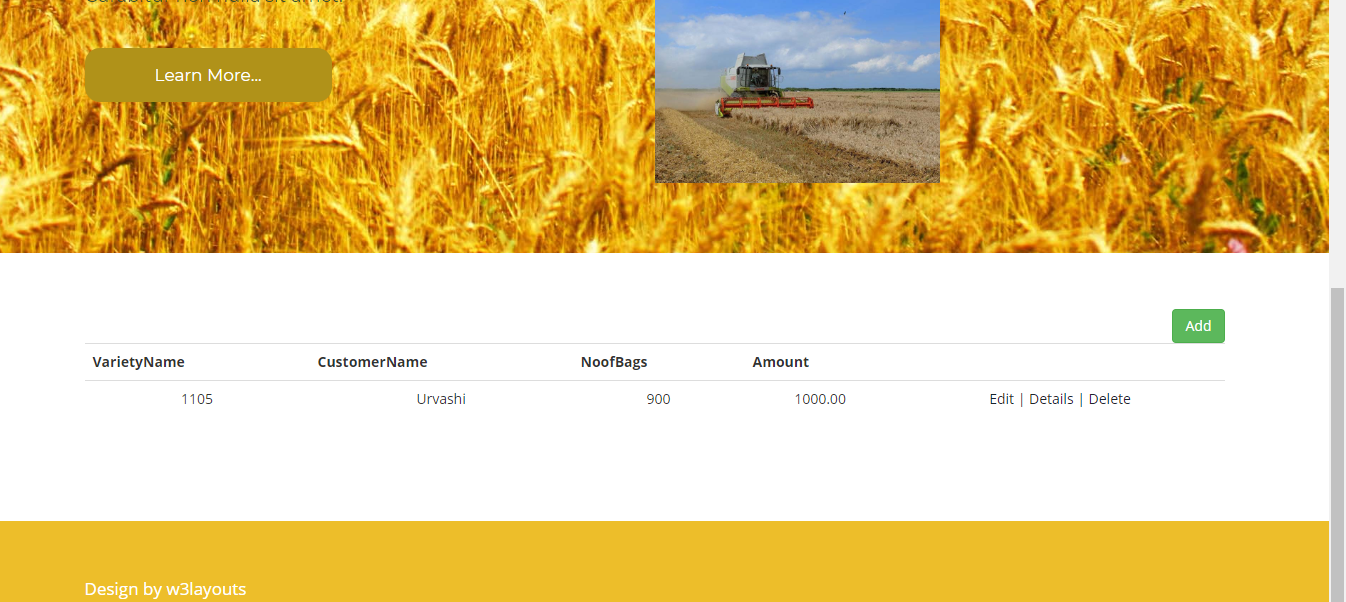 Learn More...
Add
VarietyName CustomerName NoofBags Amount
1105 Urvashi 900 1000.00 Edit | Details | Delete
Design by w3layouts